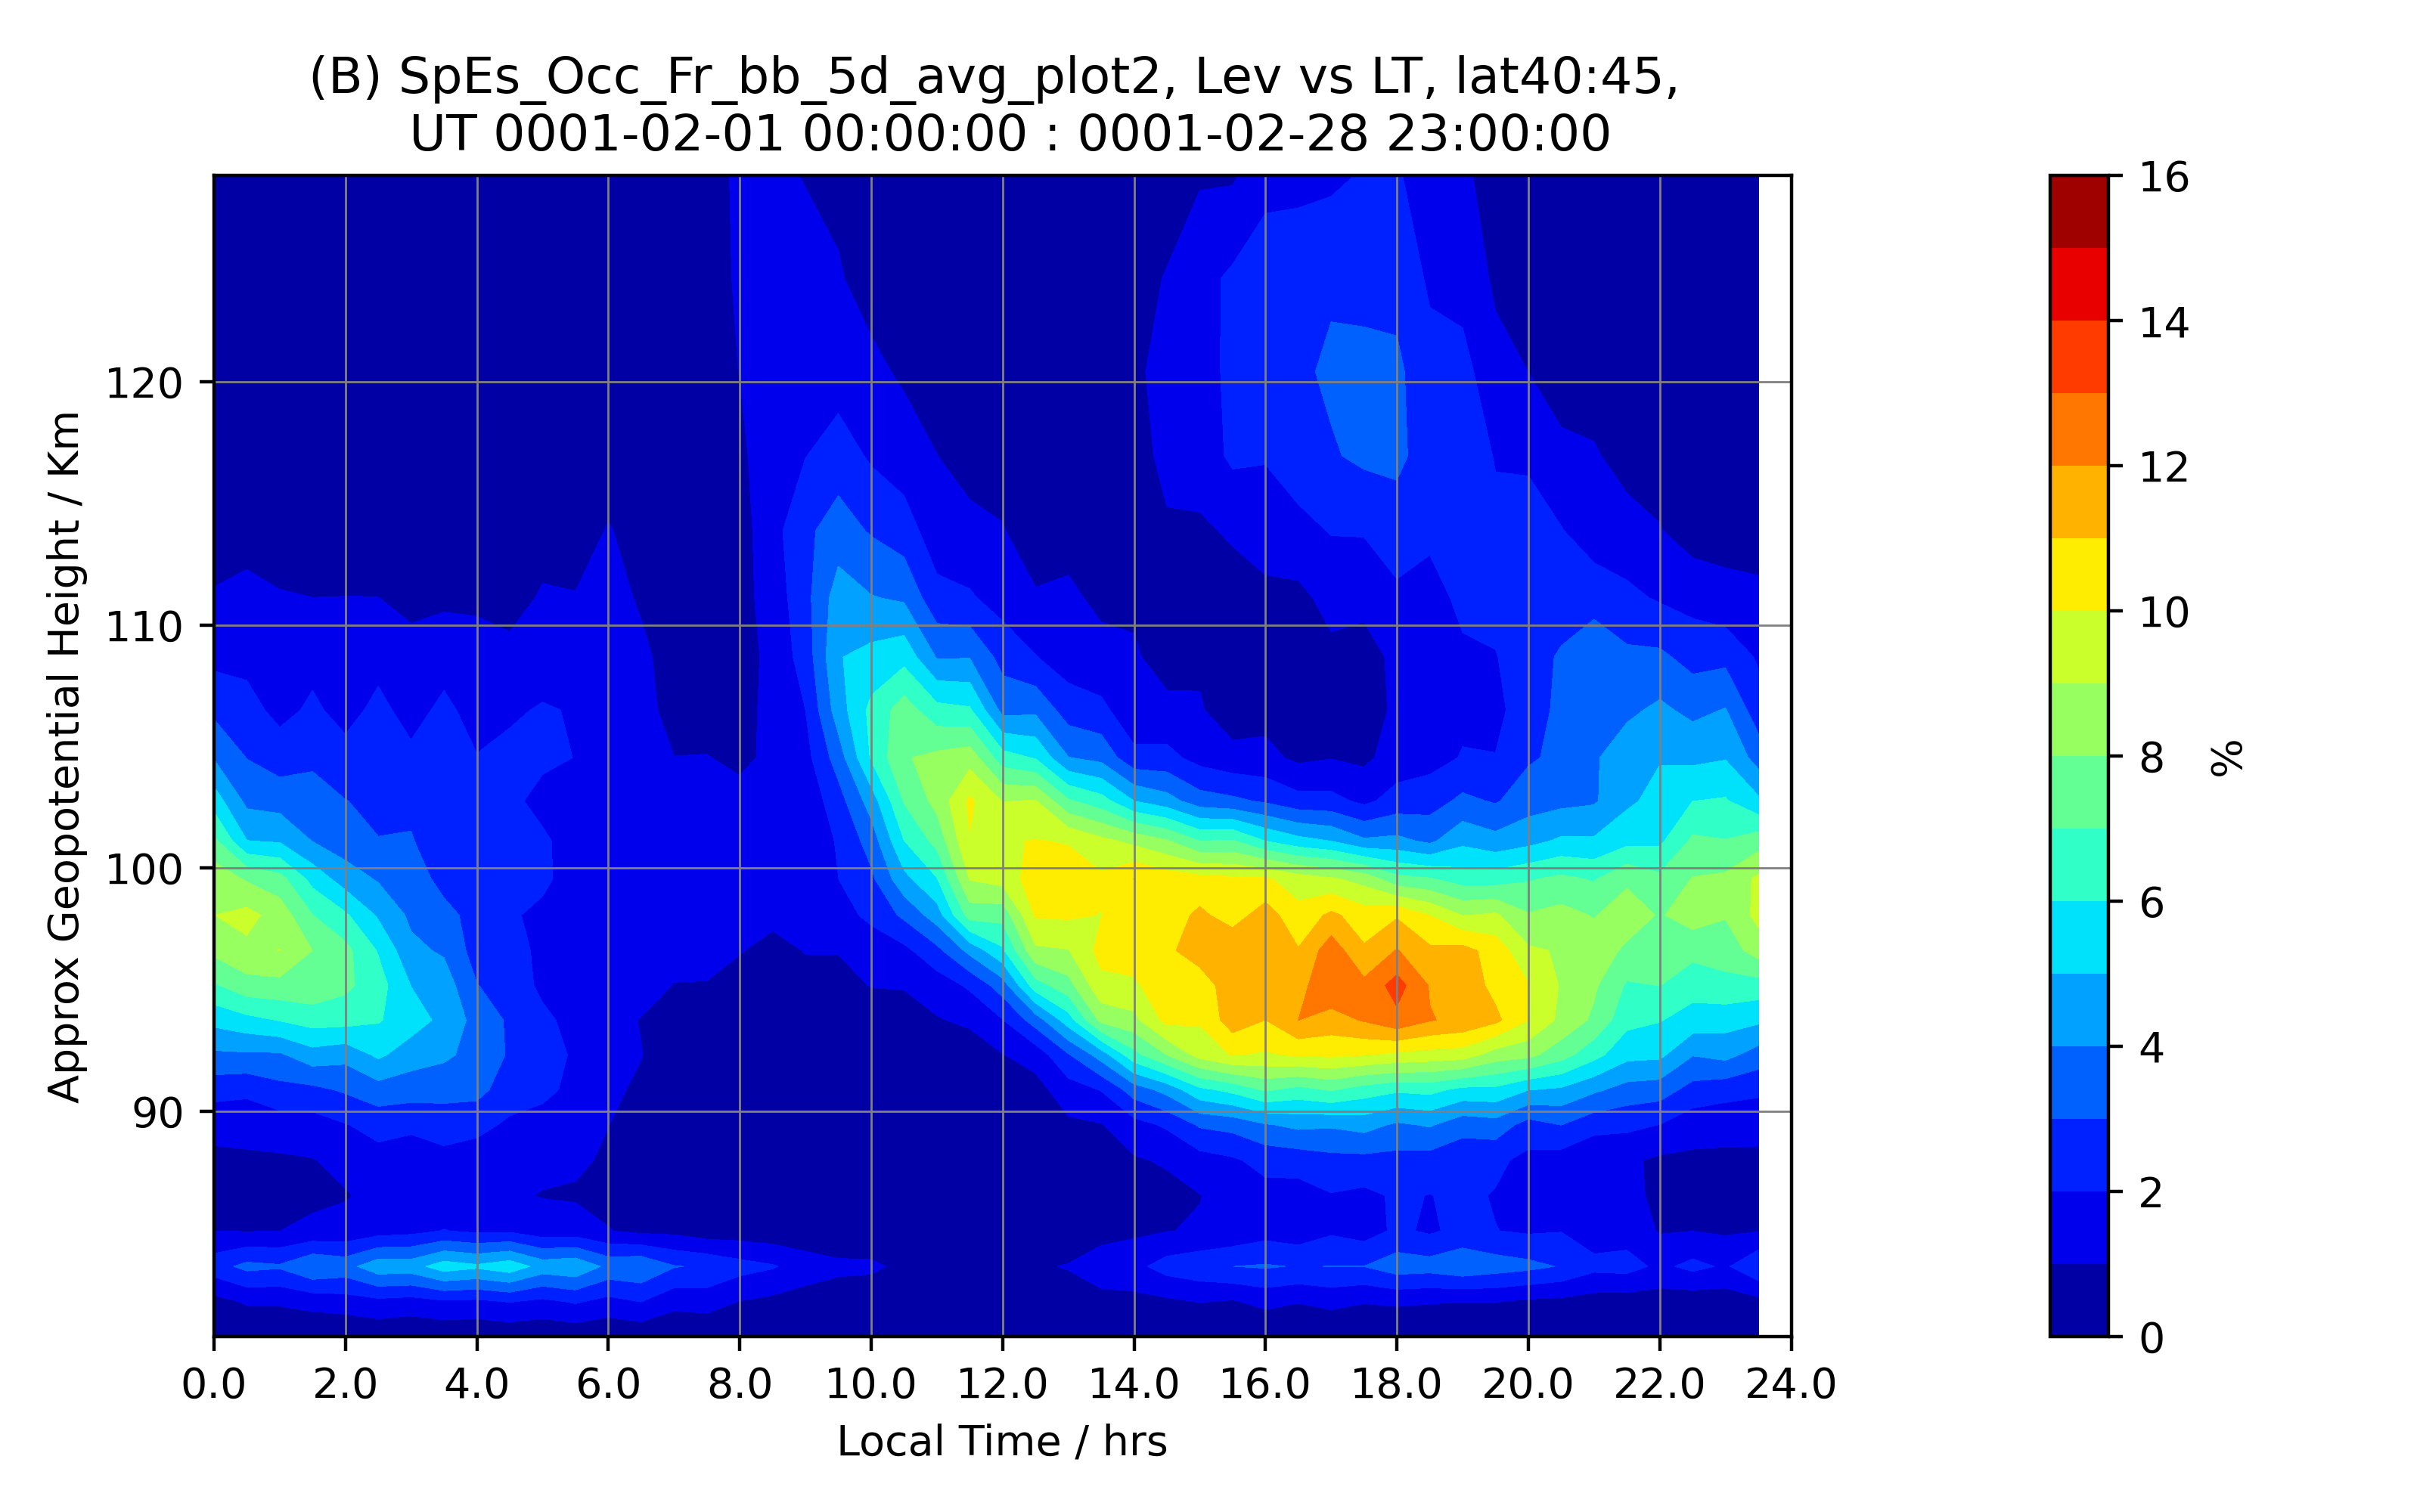 (B) SpEs_Occ_Fr_bb_5d_avg_plot2, Lev vs LT, lat40:45,
UT 0001-02-01 00:00:00 : 0001-02-28 23:00:00
Approx Geopotential Height / Km
120
110
100
90
0.0 2.0 4.0 6.0 8.0 10.0 12.0 14.0 16.0 18.0 20.0 22.0 24.0
Local Time / hrs
16
14
12
10
8
6
4
2
0
%